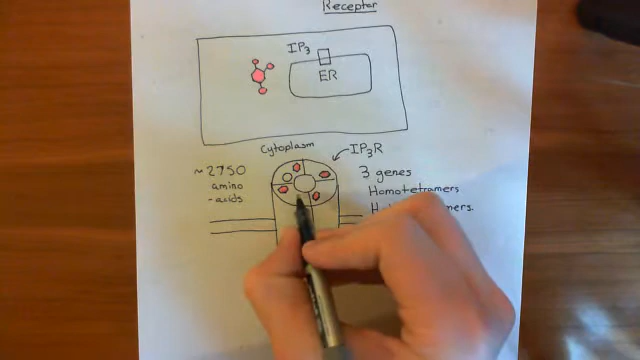 Receptor
IP3
ER
Cytoplasm
IP3R
~2750
amino
-acids
3 genes
Homotetramers